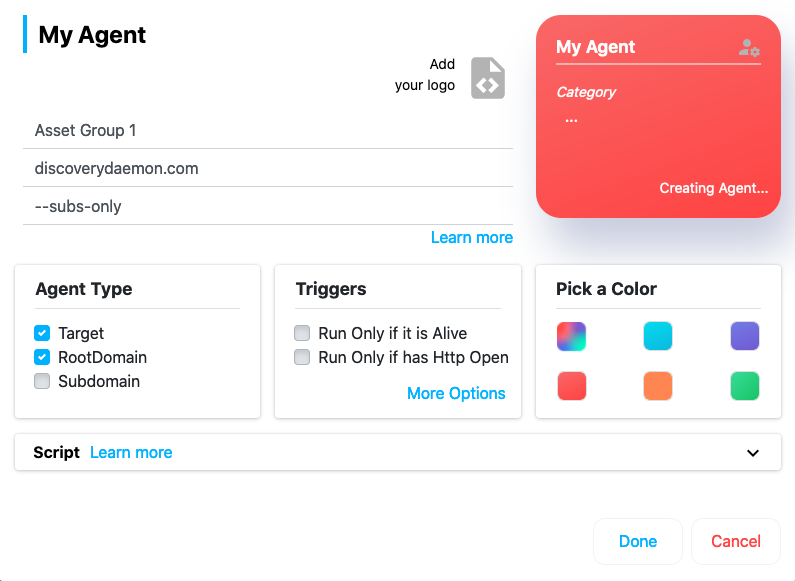 My Agent
Add
your logo
Asset Group 1
discoverydaemon.com
--subs-only
Learn more
My Agent
Category
...
Creating Agent...
Agent Type
Target
RootDomain
Subdomain
Triggers
Run Only if it is Alive
Run Only if has Http Open
More Options
Pick a Color
Script Learn more
Done
Cancel